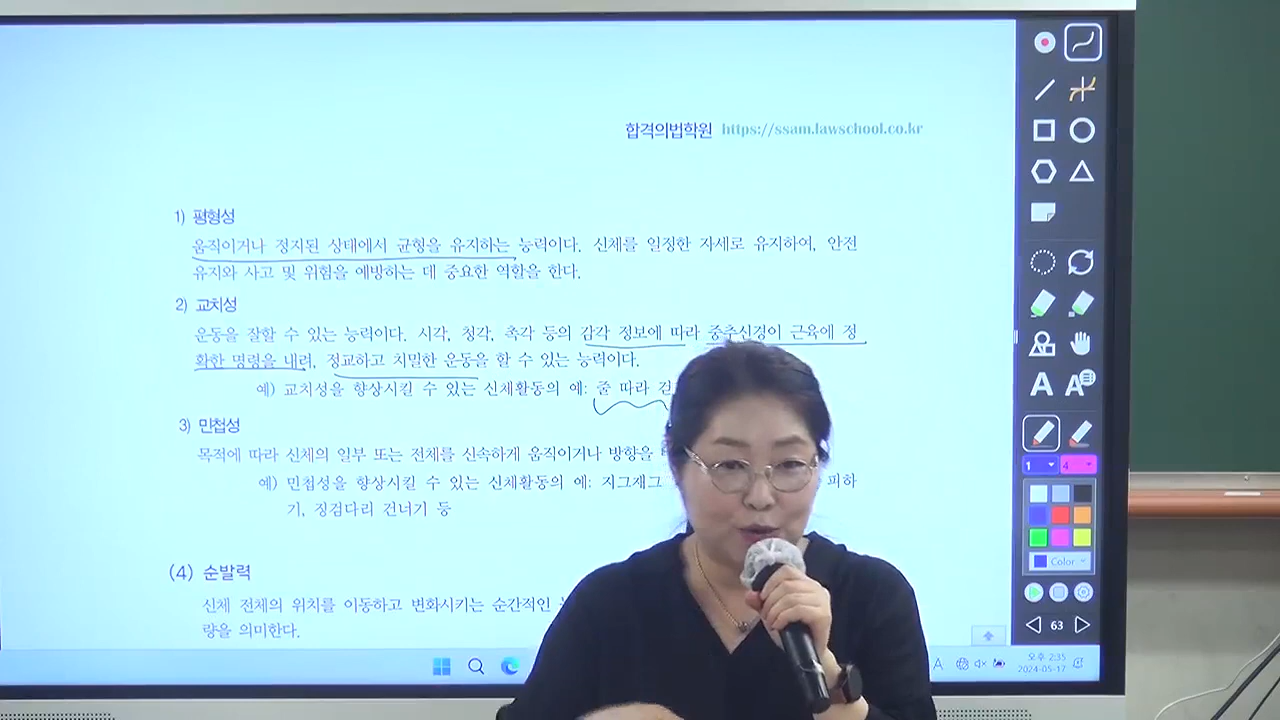 합격의법학원 https://ssam.lawschool.co.kr
1) 평형성
움직이거나 정지된 상태에서 균형을 유지하는 능력이다. 신체를 일정한 자세로 유지하여, 안전
유지와 사고 및 위험을 예방하는 데 중요한 역할을 한다.
2) 교치성
운동을 잘할 수 있는 능력이다. 시각, 청각, 촉각 등의 감각 정보에 따라 중추신경이 근육에 정
확한 명령을 내려, 정교하고 치밀한 운동을 할 수 있는 능력이다.
예) 교치성을 향상시킬 수 있는 신체활동의 예: 줄 따라
3) 민첩성
목적에 따라 신체의 일부 또는 전체를 신속하게 움직이거나 방향을
예) 민첩성을 향상시킬 수 있는 신체활동의 예: 지그재그 피하
기, 징검다리 건너기 등
(4) 순발력
신체 전체의 위치를 이동하고 변화시키는 순간적인
량을 의미한다.
A A
1 4
Color
63
A
오후 2:35
2024-05-17